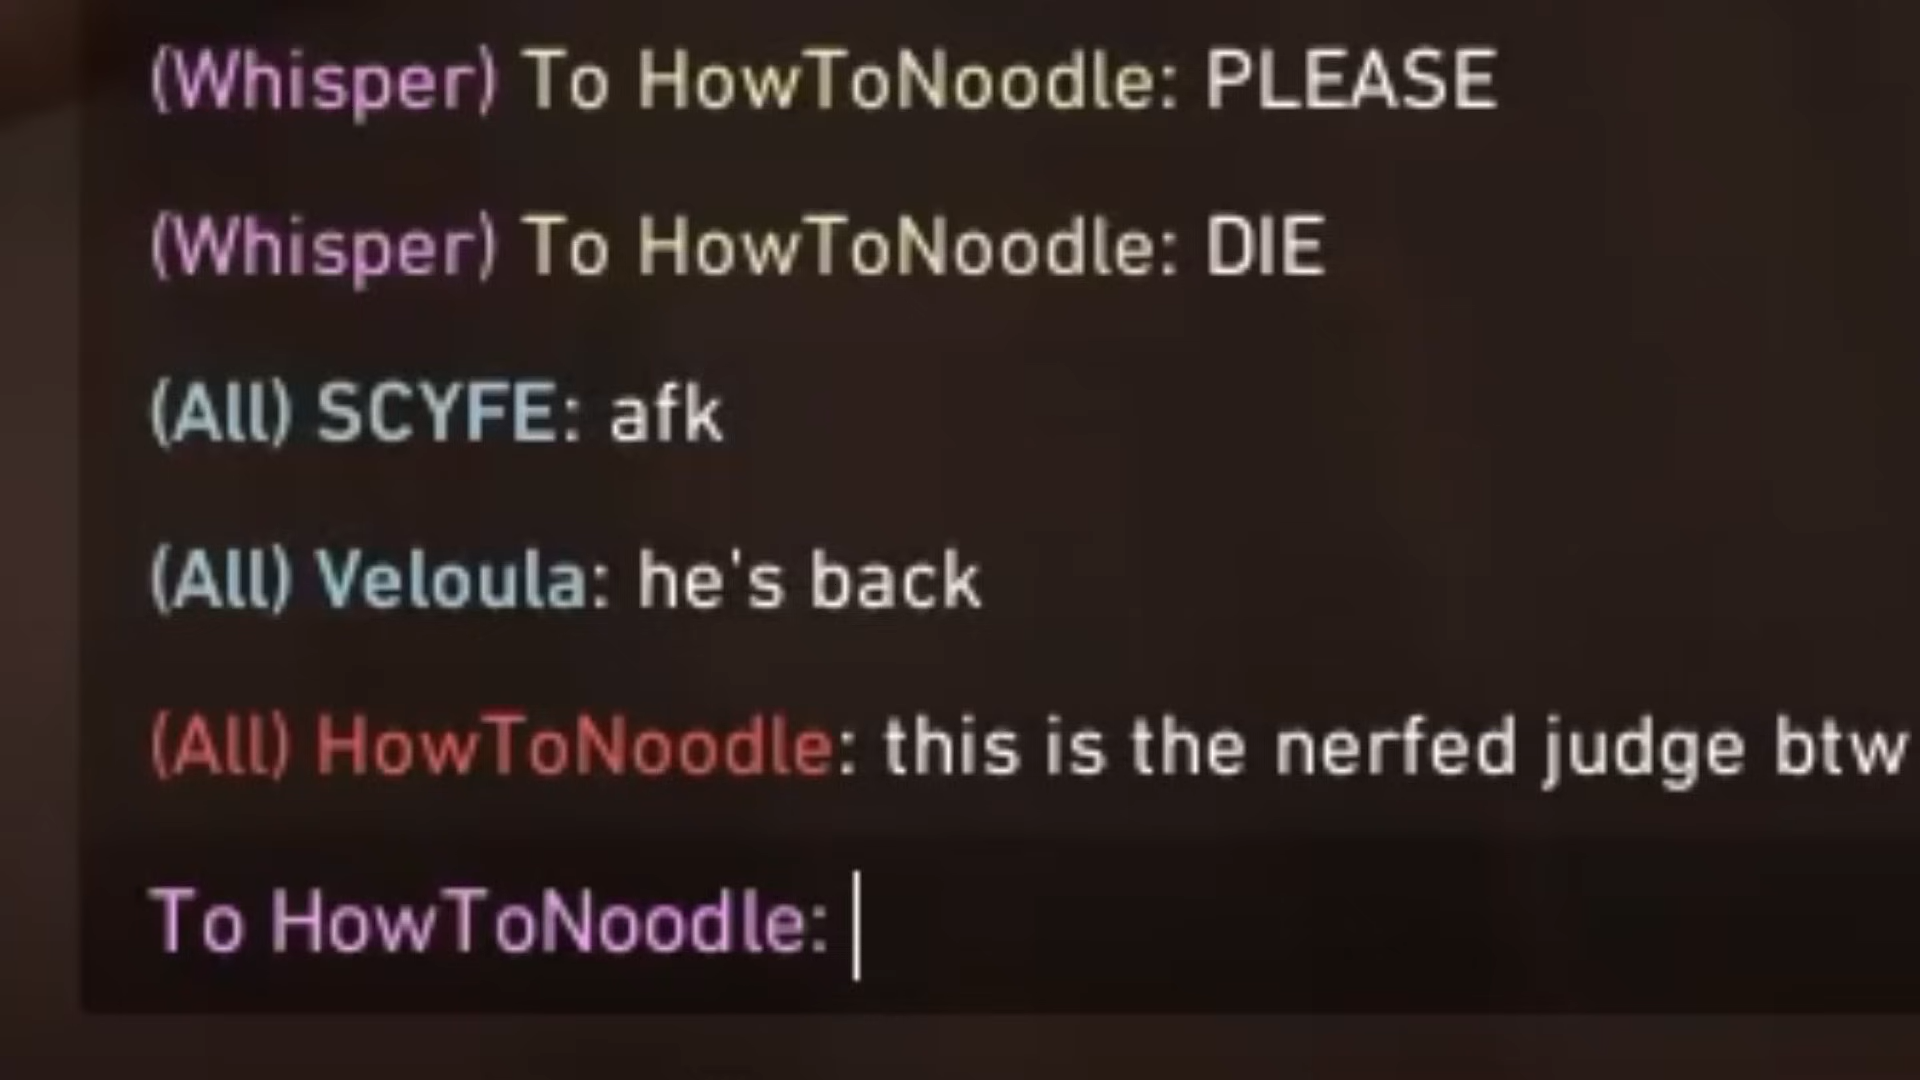 (Whisper) To HowToNoodle: PLEASE
(Whisper) To HowToNoodle: DIE
(All) SCYFE: afk
(All) Veloula: he's back
(All) HowToNoodle: this is the nerfed judge btw
To HowToNoodle: